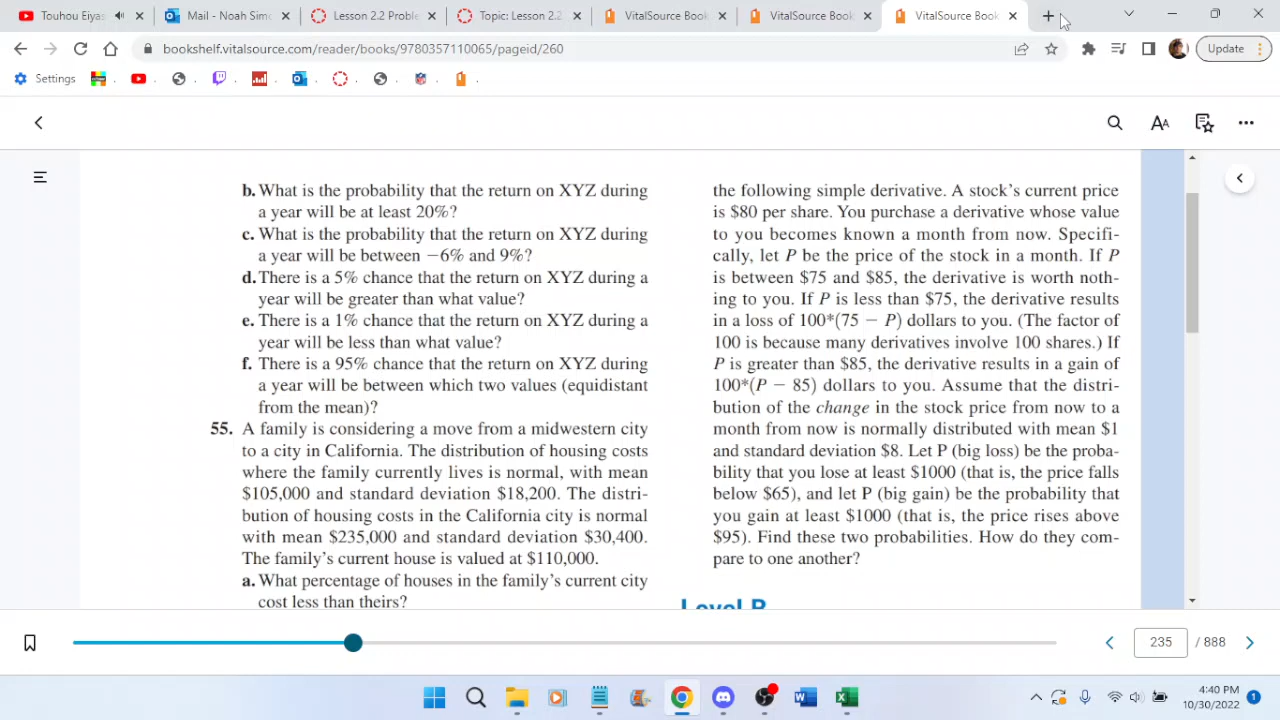 Touhou Eiyas
Mail - Noah Sim
Lesson 2.2 Proble
Topic: Lesson 2.2
VitalSource Book
VitalSource Book
VitalSource Book
bookshelf.vitalsource.com/reader/books/9780357110065/pageid/260
Update
Settings
b. What is the probability that the return on XYZ during
a year will be at least 20%?
c. What is the probability that the return on XYZ during
a year will be between −6% and 9%?
d. There is a 5% chance that the return on XYZ during a
year will be greater than what value?
e. There is a 1% chance that the return on XYZ during a
year will be less than what value?
f. There is a 95% chance that the return on XYZ during
a year will be between which two values (equidistant
from the mean)?
55. A family is considering a move from a midwestern city
to a city in California. The distribution of housing costs
where the family currently lives is normal, with mean
$105,000 and standard deviation $18,200. The distri-
bution of housing costs in the California city is normal
with mean $235,000 and standard deviation $30,400.
The family's current house is valued at $110,000.
a. What percentage of houses in the family's current city
cost less than theirs?
the following simple derivative. A stock's current price
is $80 per share. You purchase a derivative whose value
to you becomes known a month from now. Specifi-
cally, let P be the price of the stock in a month. If P
is between $75 and $85, the derivative is worth noth-
ing to you. If P is less than $75, the derivative results
in a loss of 100*(75 − P) dollars to you. (The factor of
100 is because many derivatives involve 100 shares.) If
P is greater than $85, the derivative results in a gain of
100*(P − 85) dollars to you. Assume that the distri-
bution of the change in the stock price from now to a
month from now is normally distributed with mean $1
and standard deviation $8. Let P (big loss) be the proba-
bility that you lose at least $1000 (that is, the price falls
below $65), and let P (big gain) be the probability that
you gain at least $1000 (that is, the price rises above
$95). Find these two probabilities. How do they com-
pare to one another?
Level B
235 / 888
4:40 PM
10/30/2022
1